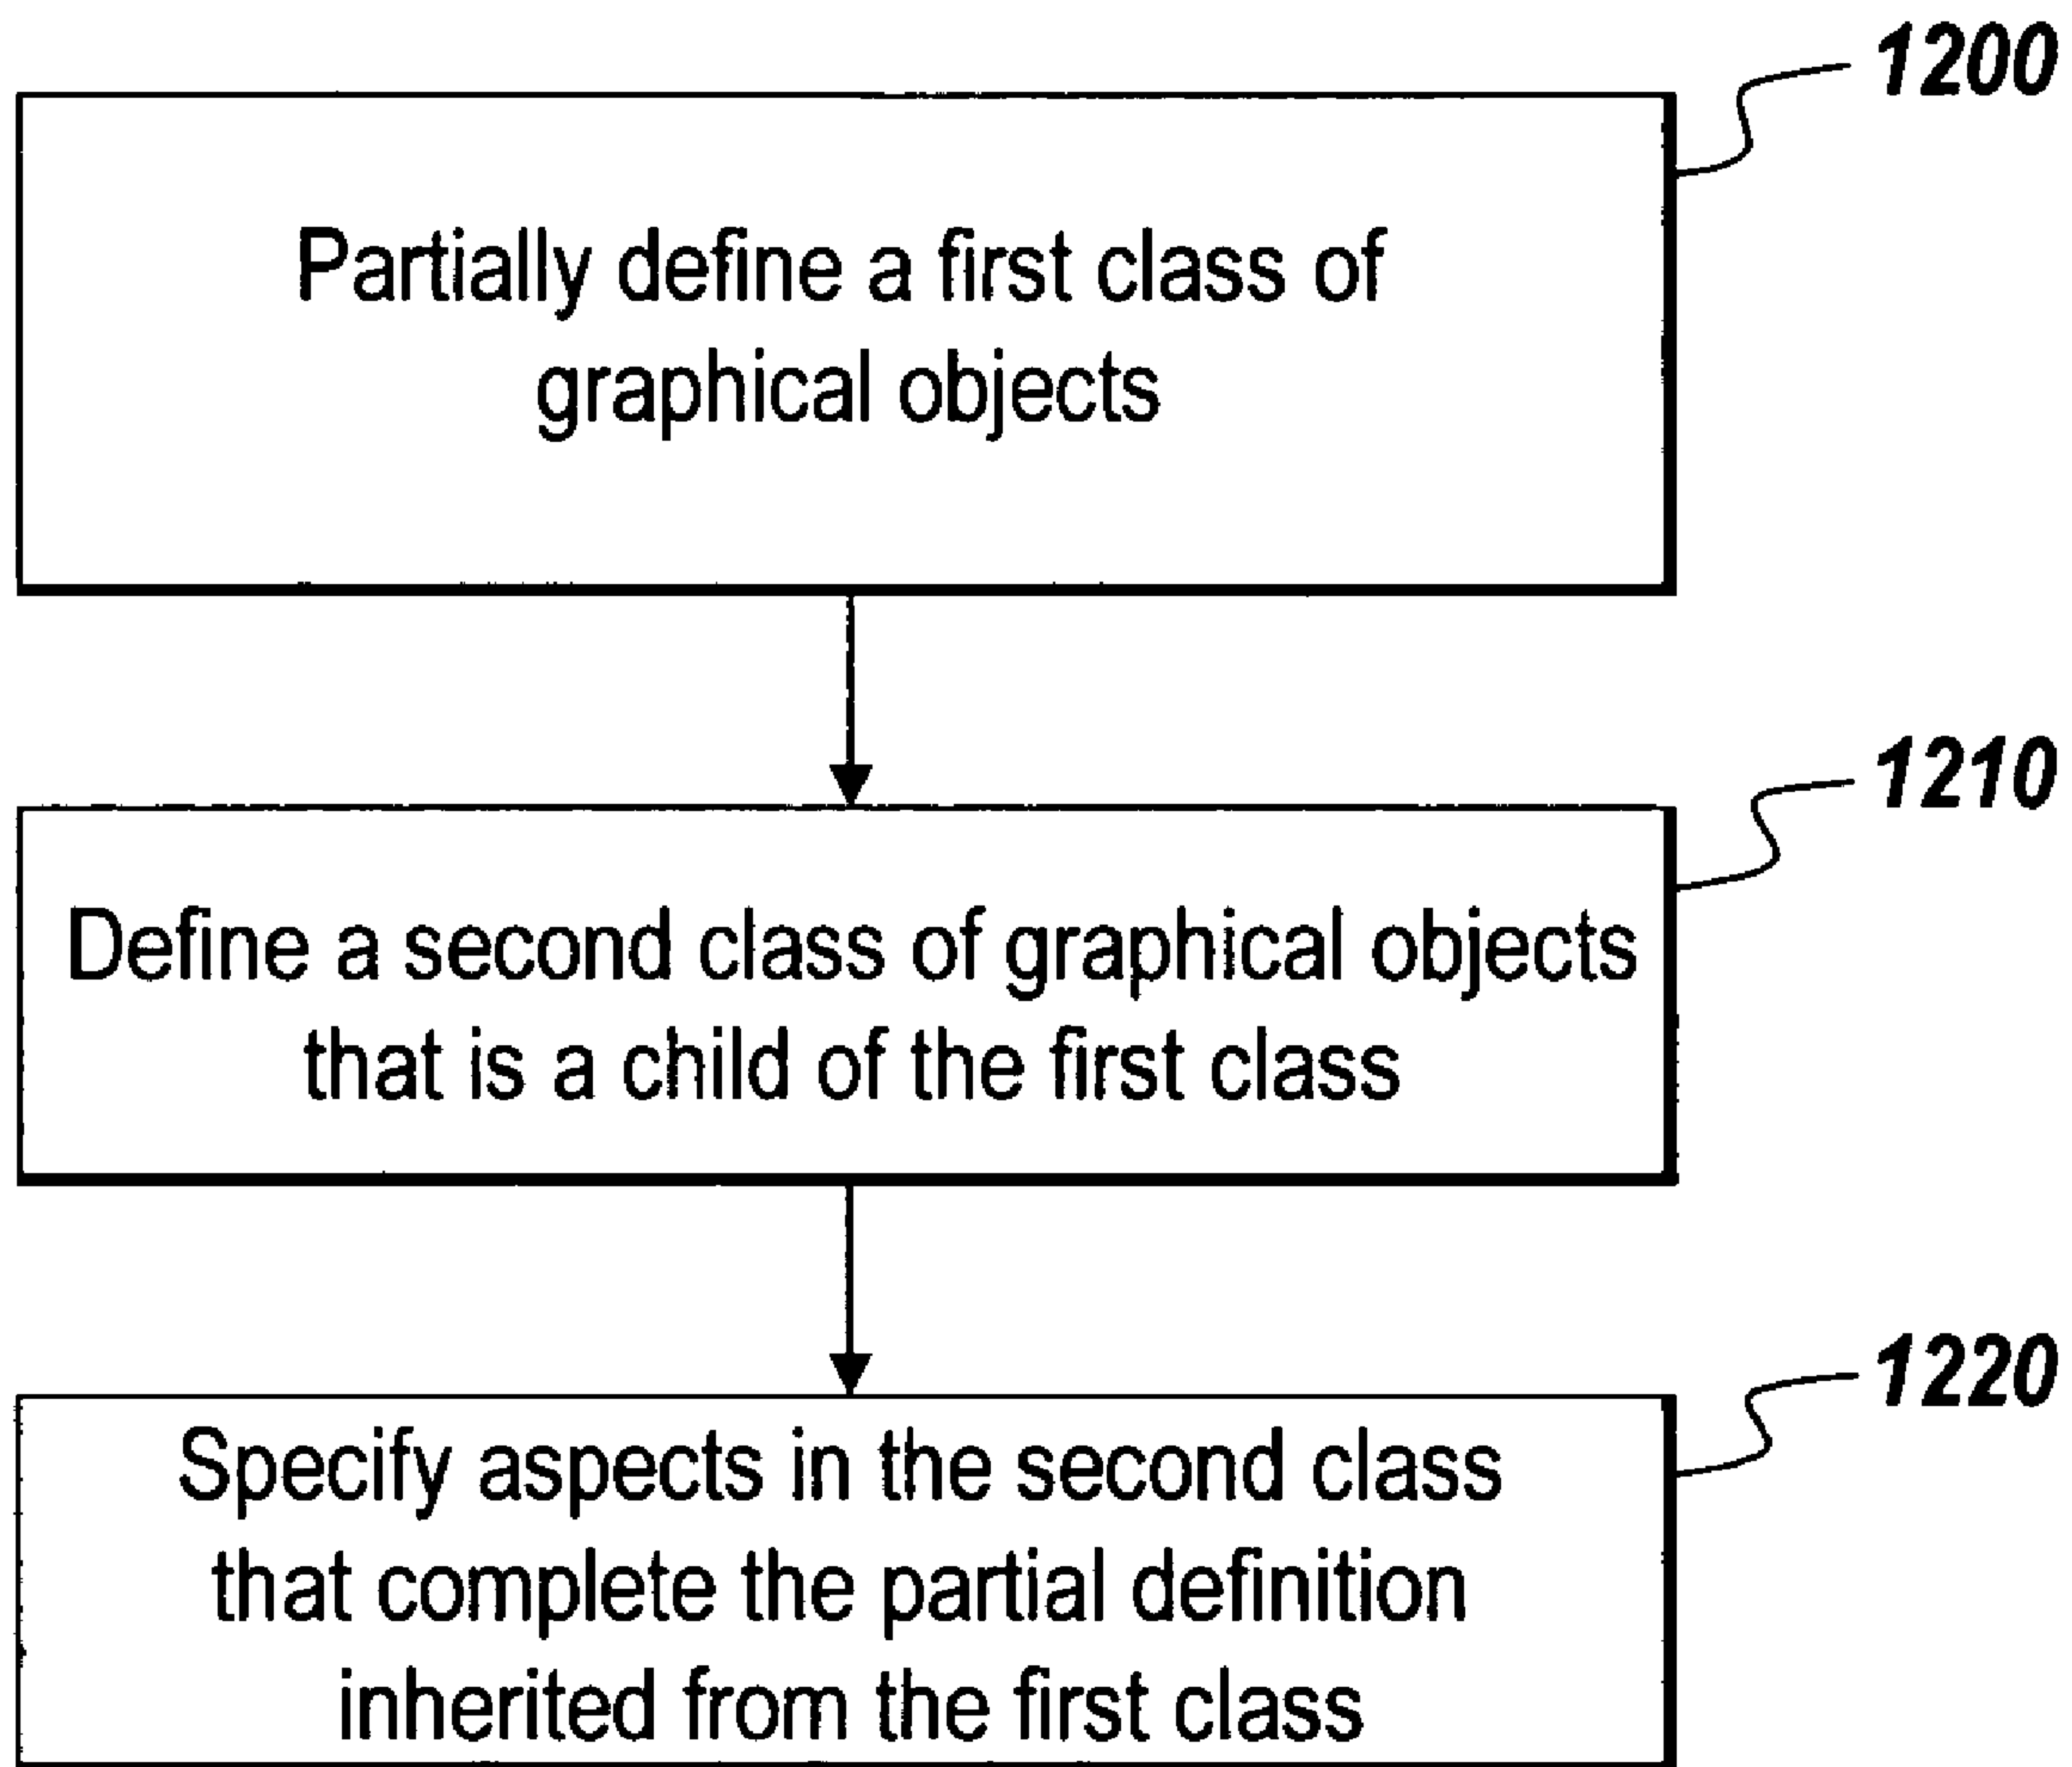 1200
Partially define a first class of
graphical objects
1210
Define a second class of graphical objects
that is a child of the first class
1220
Specify aspects in the second class
that complete the partial definition
inherited from the first class